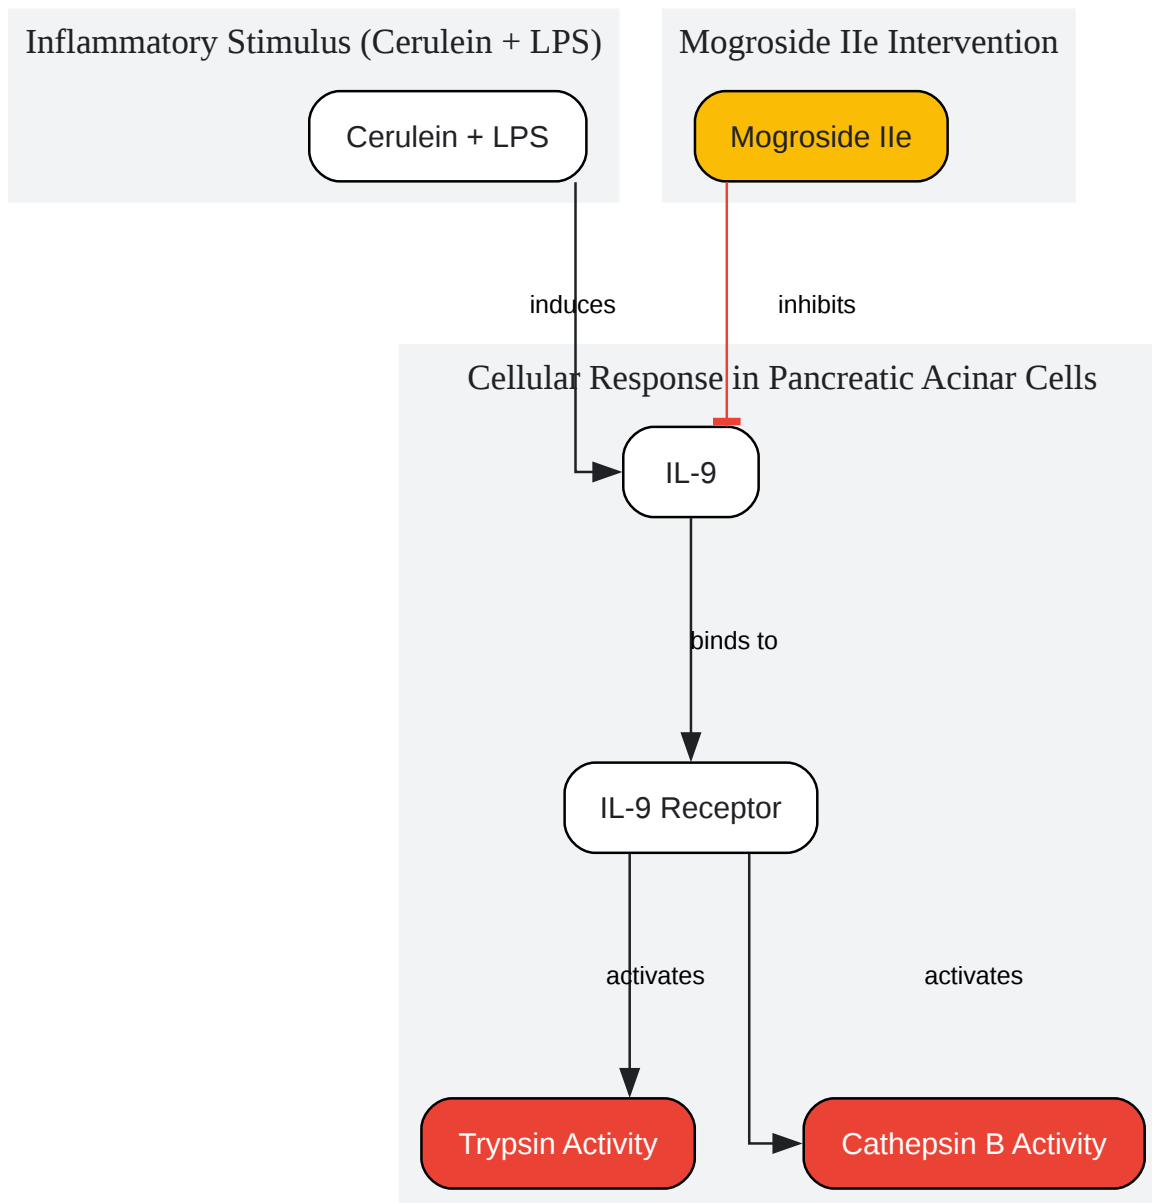 Inflammatory Stimulus (Cerulein + LPS)
Mogroside IIe Intervention
Cerulein + LPS
Mogroside IIe
induces
inhibits
Cellular Response in Pancreatic Acinar Cells
IL-9
binds to
IL-9 Receptor
activates
activates
Trypsin Activity
Cathepsin B Activity